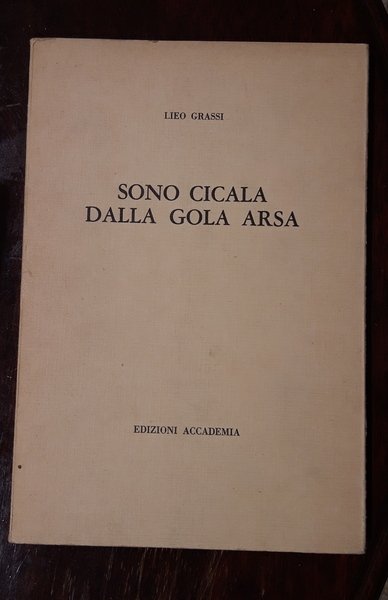 LIEO GRASSI
SONO CICALA
DALLA GOLA ARSA
EDIZIONI ACCADEMIA